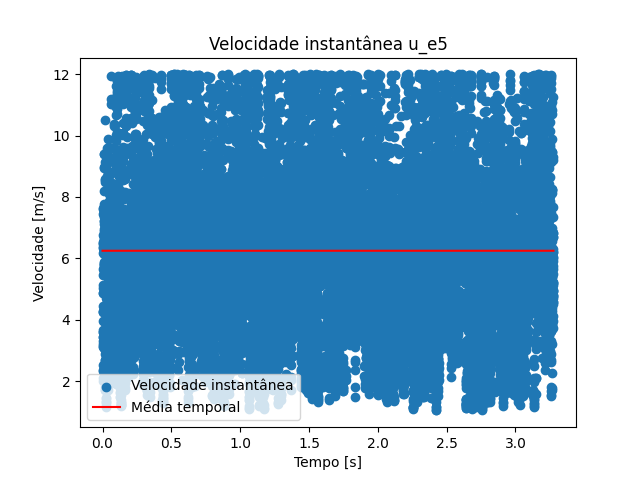 Velocidade instantânea u_e5
Velocidade [m/s]
12
10
8
6
4
2
Velocidade instantânea
Média temporal
0.0 0.5 1.0 1.5 2.0 2.5 3.0
Tempo [s]